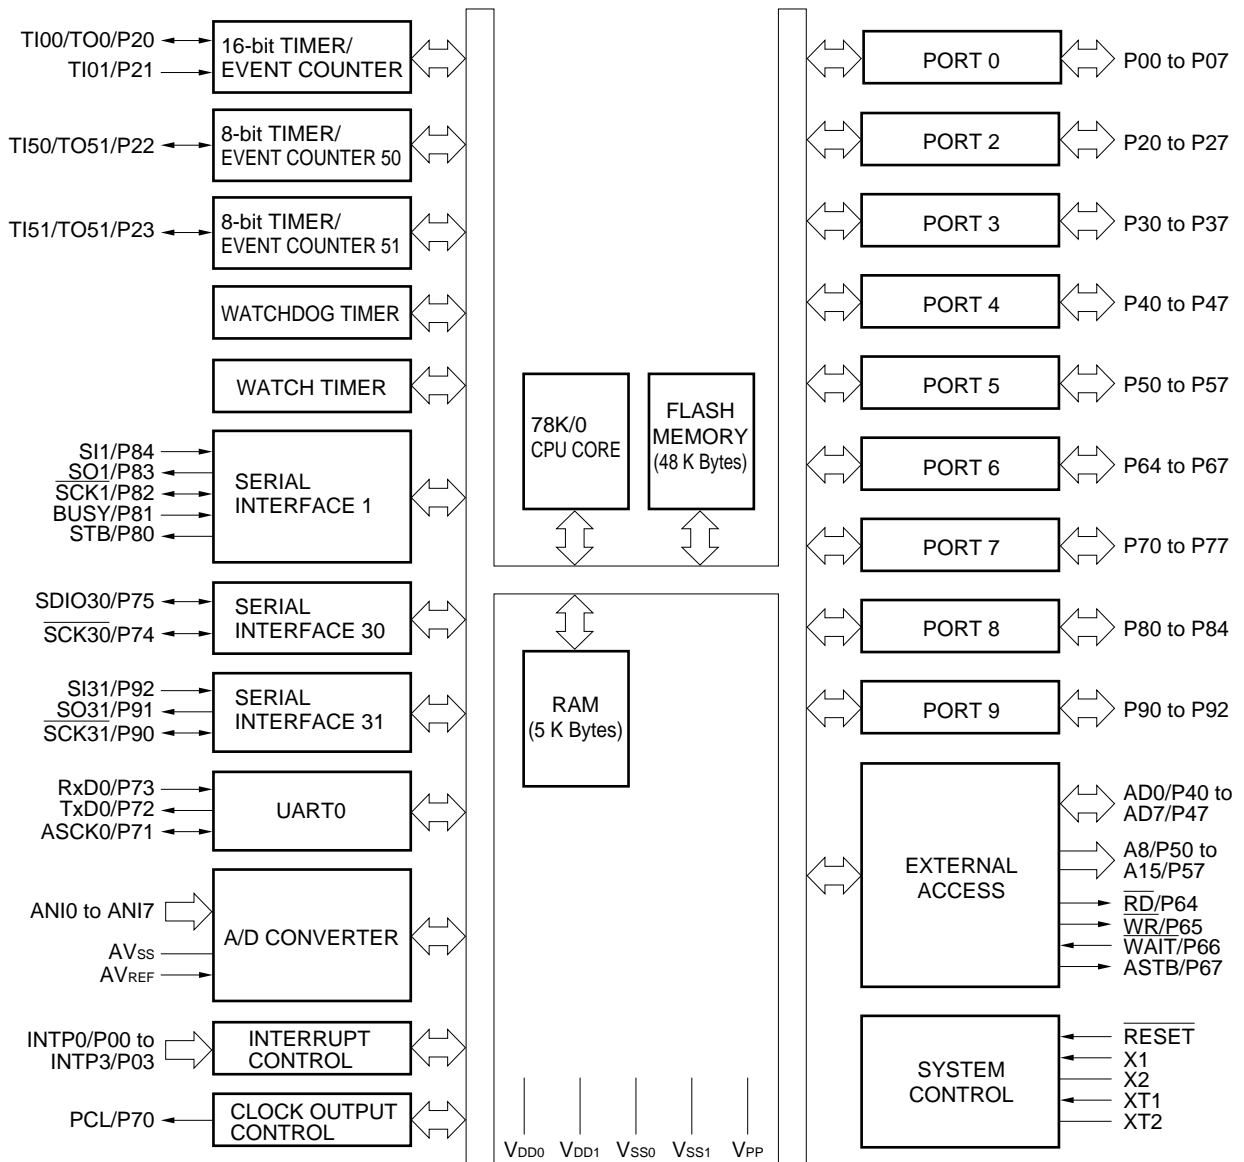 TI00/TO0/P20
TI01/P21
16-bit TIMER/
EVENT COUNTER
TI50/TO51/P22
8-bit TIMER/
EVENT COUNTER 50
TI51/TO51/P23
8-bit TIMER/
EVENT COUNTER 51
WATCHDOG TIMER
WATCH TIMER
SI1/P84
SO1/P83
SCK1/P82
BUSY/P81
STB/P80
SERIAL
INTERFACE 1
SDIO30/P75
SCK30/P74
SERIAL
INTERFACE 30
SI31/P92
SO31/P91
SCK31/P90
SERIAL
INTERFACE 31
RxD0/P73
TxD0/P72
ASCK0/P71
UART0
ANI0 to ANI7
AVSS
AVREF
A/D CONVERTER
INTP0/P00 to
INTP3/P03
INTERRUPT
CONTROL
PCL/P70
CLOCK OUTPUT
CONTROL
78K/0
CPU CORE
FLASH
MEMORY
(48 K Bytes)
RAM
(5 K Bytes)
VDD0 VDD1 VSS0 VSS1 VPP
PORT 0
P00 to P07
PORT 2
P20 to P27
PORT 3
P30 to P37
PORT 4
P40 to P47
PORT 5
P50 to P57
PORT 6
P64 to P67
PORT 7
P70 to P77
PORT 8
P80 to P84
PORT 9
P90 to P92
EXTERNAL
ACCESS
AD0/P40 to
AD7/P47
A8/P50 to
A15/P57
RD/P64
WR/P65
WAIT/P66
ASTB/P67
SYSTEM
CONTROL
RESET
X1
X2
XT1
XT2